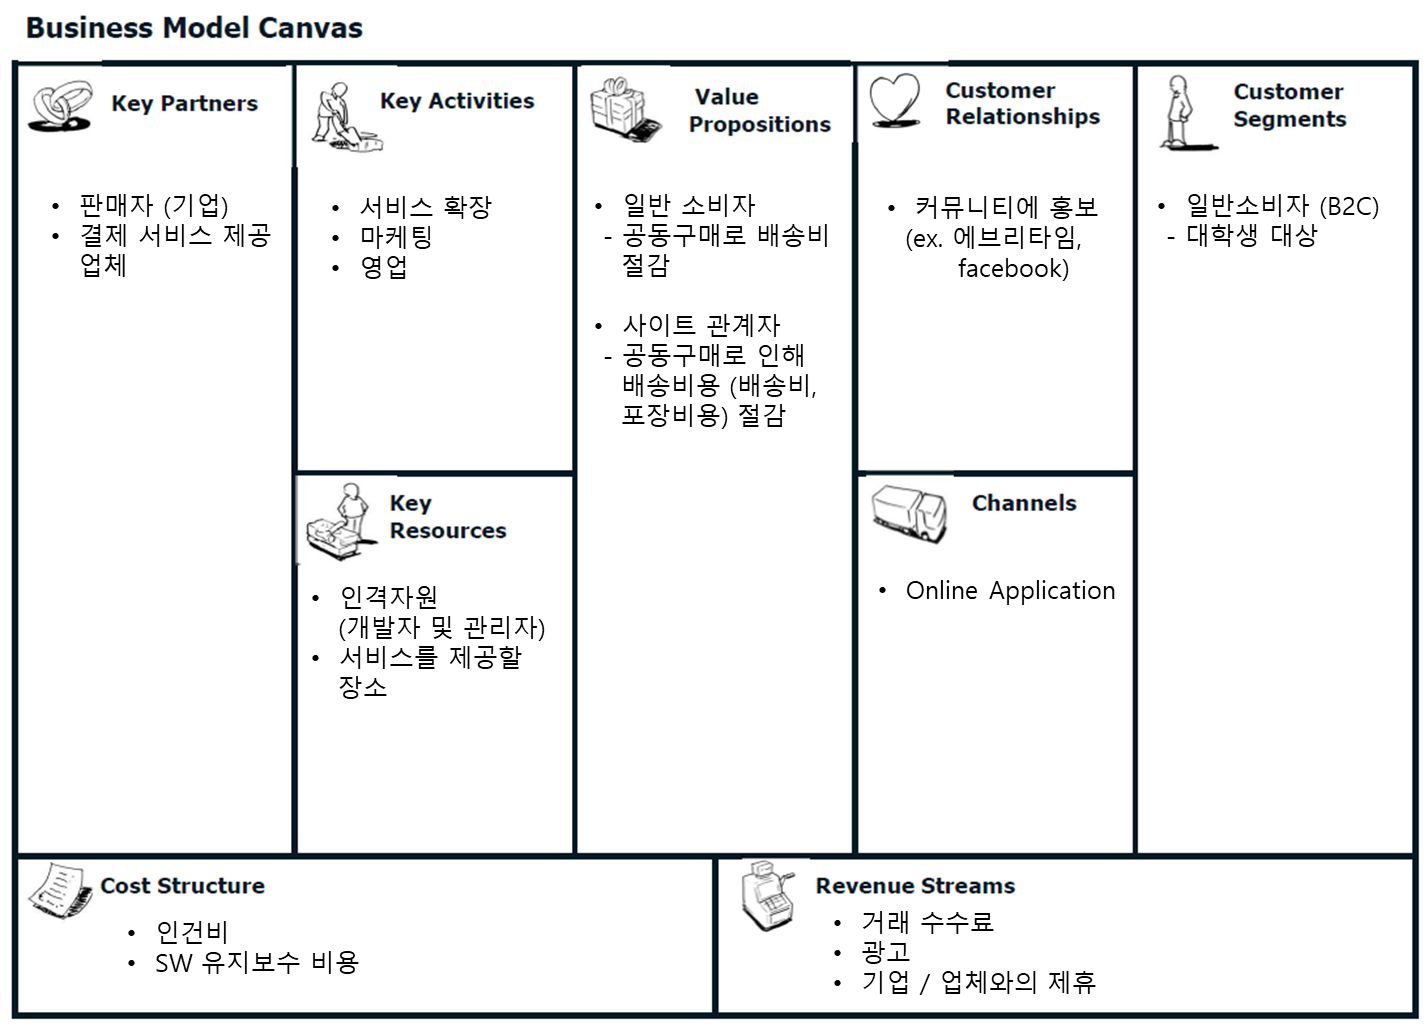 Business Model Canvas
Key Partners
• 판매자 (기업)
• 결제 서비스 제공
업체
Key Activities
• 서비스 확장
• 마케팅
• 영업
Key
Resources
• 인격자원
(개발자 및 관리자)
• 서비스를 제공할
장소
Value
Propositions
• 일반 소비자
- 공동구매로 배송비
절감
• 사이트 관계자
- 공동구매로 인해
배송비용 (배송비,
포장비용) 절감
Customer
Relationships
• 커뮤니티에 홍보
(ex. 에브리타임,
facebook)
Channels
• Online Application
Customer
Segments
• 일반소비자 (B2C)
- 대학생 대상
Cost Structure
• 인건비
• SW 유지보수 비용
Revenue Streams
• 거래 수수료
• 광고
• 기업 / 업체와의 제휴